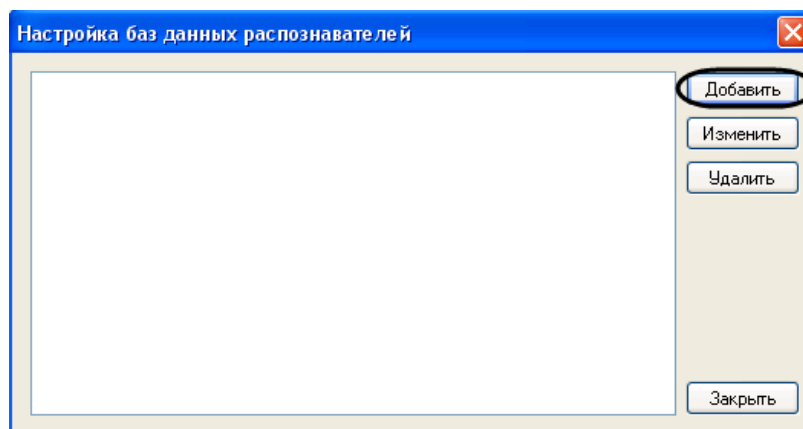 Настройка баз данных распознавателей
Добавить
Изменить
Удалить
Закрыть